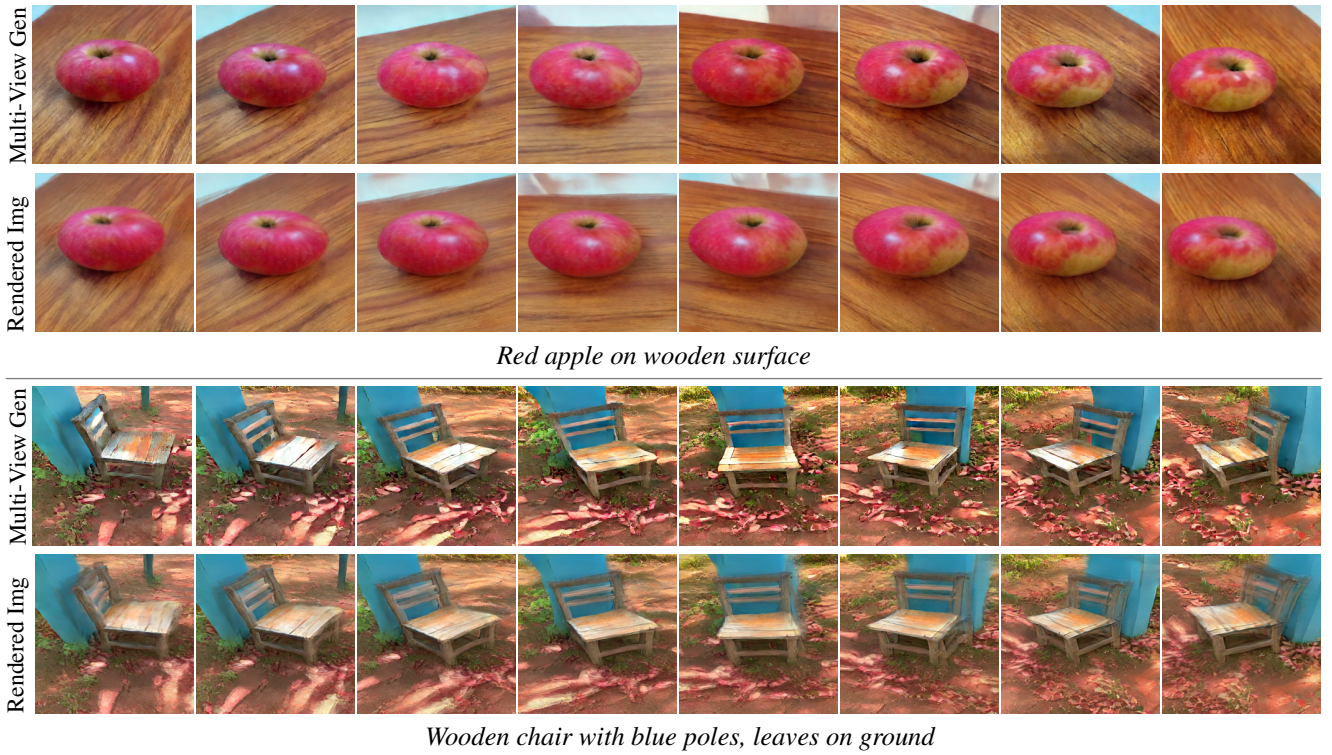 Multi-View Gen
Rendered Img
Red apple on wooden surface
Multi-View Gen
Rendered Img
Wooden chair with blue poles, leaves on ground